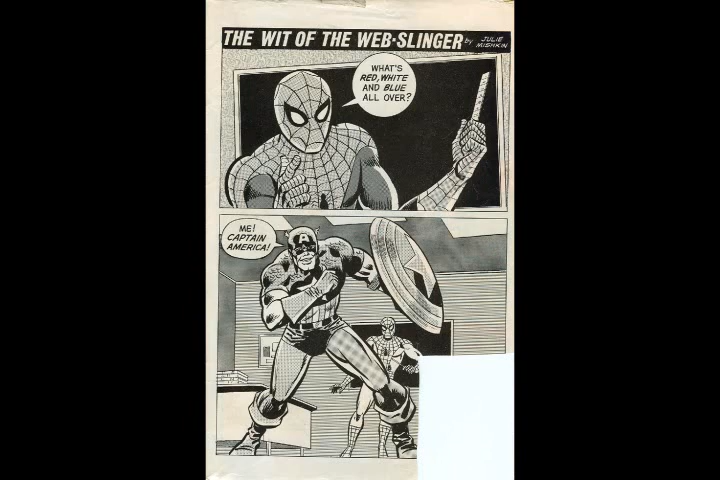 THE WIT OF THE WEB-SLINGER by JULIE
MISHKIN
WHAT'S
RED, WHITE
AND BLUE
ALL OVER?
ME!
CAPTAIN
AMERICA!
A